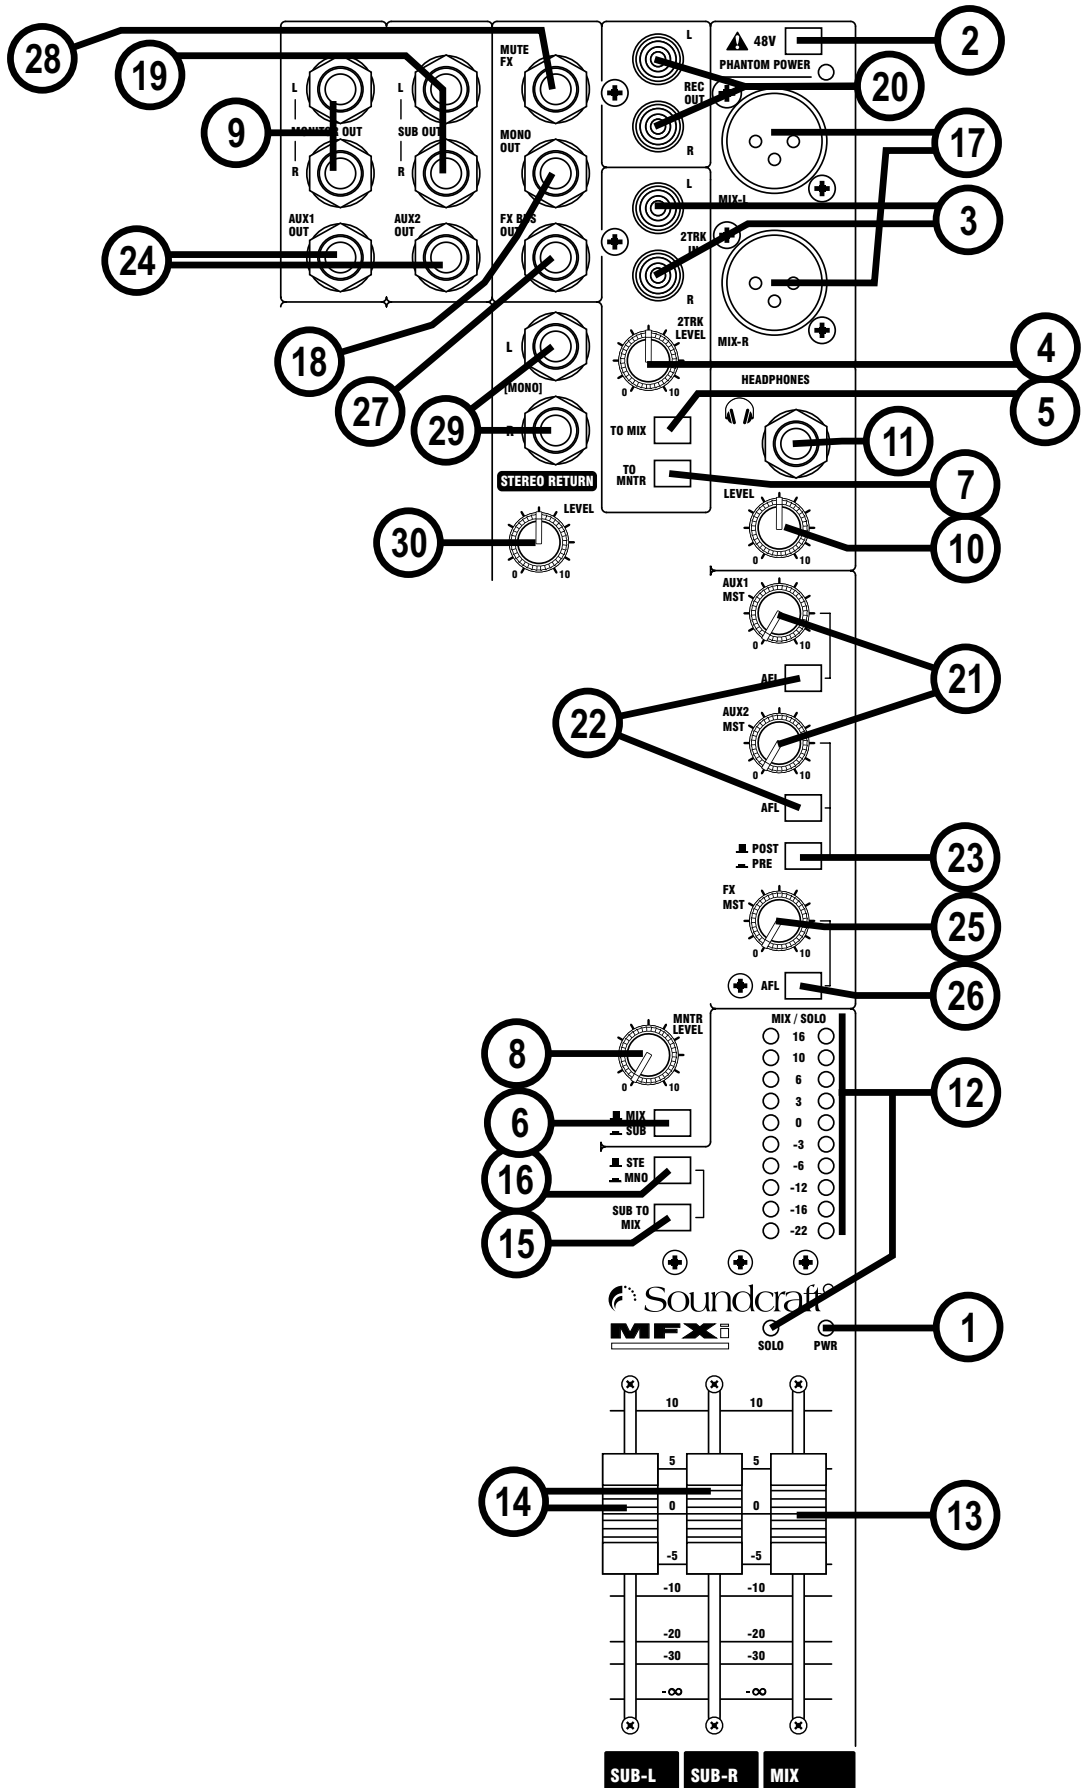 28
19
9
24
MUTE
FX
L
MONITOR OUT
R
L
SUB OUT
R
MONO
OUT
AUX1
OUT
AUX2
OUT
FX BUS
OUT
L
REC
OUT
R
L
2TRK
IN
R
48V
PHANTOM POWER
2
20
17
3
MIX-L
MIX-R
18
27
29
L
[MONO]
R
STEREO RETURN
LEVEL
0 10
30
2TRK
LEVEL
0 10
TO MIX
TO
MNTR
HEADPHONES
4
5
11
7
LEVEL
0 10
10
AUX1
MST
0 10
AFL
21
22
AUX2
MST
0 10
AFL
POST
PRE
23
FX
MST
0 10
25
AFL
26
MNTR
LEVEL
0 10
8
MIX
SUB
6
STE
MNO
16
SUB TO
MIX
15
MIX / SOLO
16
10
6
3
0
-3
-6
-12
-16
-22
12
Soundcraft
MFXi
SOLO
PWR
1
10 10
5 5
0 0
-5 -5
-10 -10
-20 -20
-30 -30
-∞ -∞
14
13
SUB-L
SUB-R
MIX